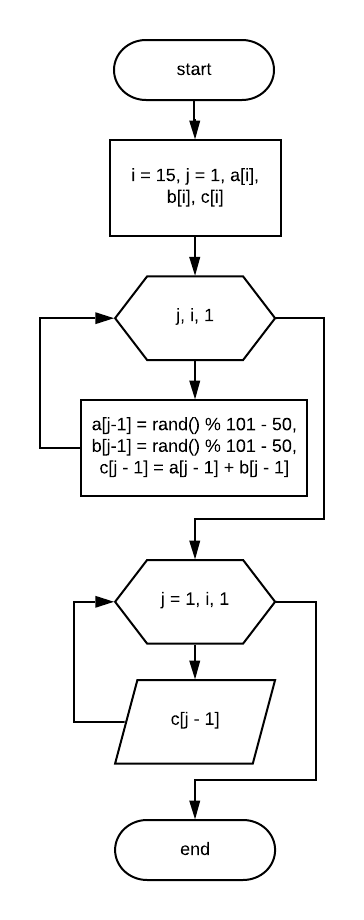 start
i = 15, j = 1, a[i],
b[i], c[i]
j, i, 1
a[j-1] = rand() % 101 - 50,
b[j-1] = rand() % 101 - 50,
c[j - 1] = a[j - 1] + b[j - 1]
j = 1, i, 1
c[j - 1]
end